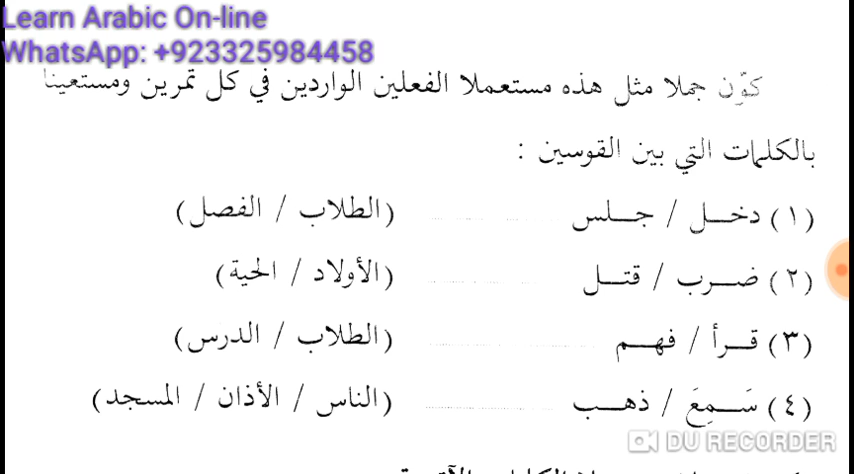 Learn Arabic On-line
WhatsApp: +923325984458
كوِّن جملا مثل هذه مستعملا الفعلين الواردين في كل تمرين ومستعينا
بالكلمات التي بين القوسين :
(١) دخـل / جـلس ............ (الطلاب / الفصل)
(٢) ضـرب / قتـل ............ (الأولاد / الحية)
(٣) قـرأ / فهـم ............ (الطلاب / الدرس)
(٤) سَـمِعَ / ذهـب ............ (الناس / الأذان / المسجد)
DU RECORDER